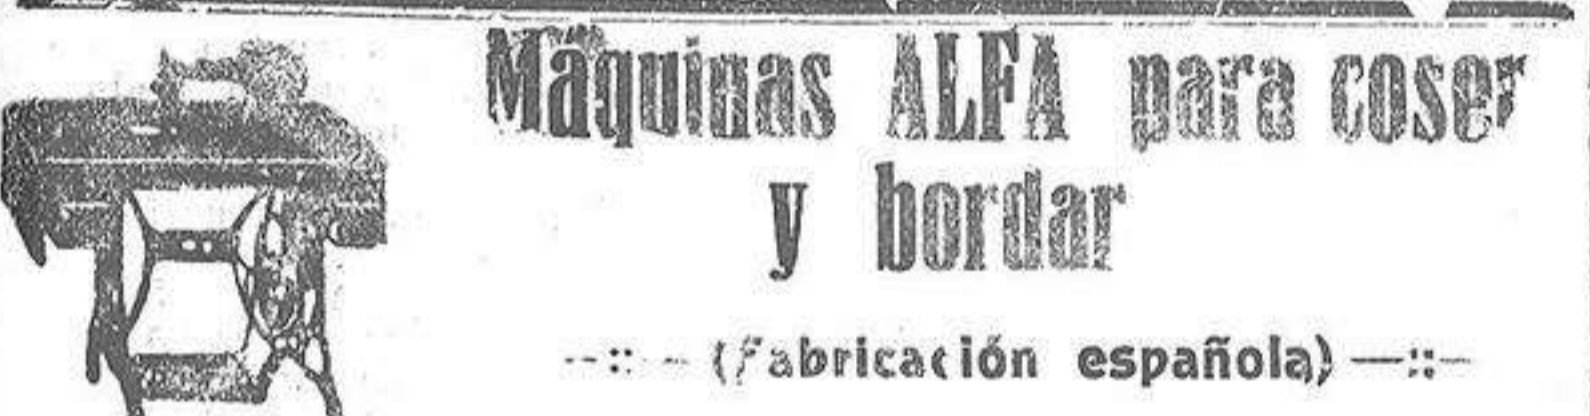 Máquinas ALFA para coser
y bordar
--::-- (fabricación española) —::—